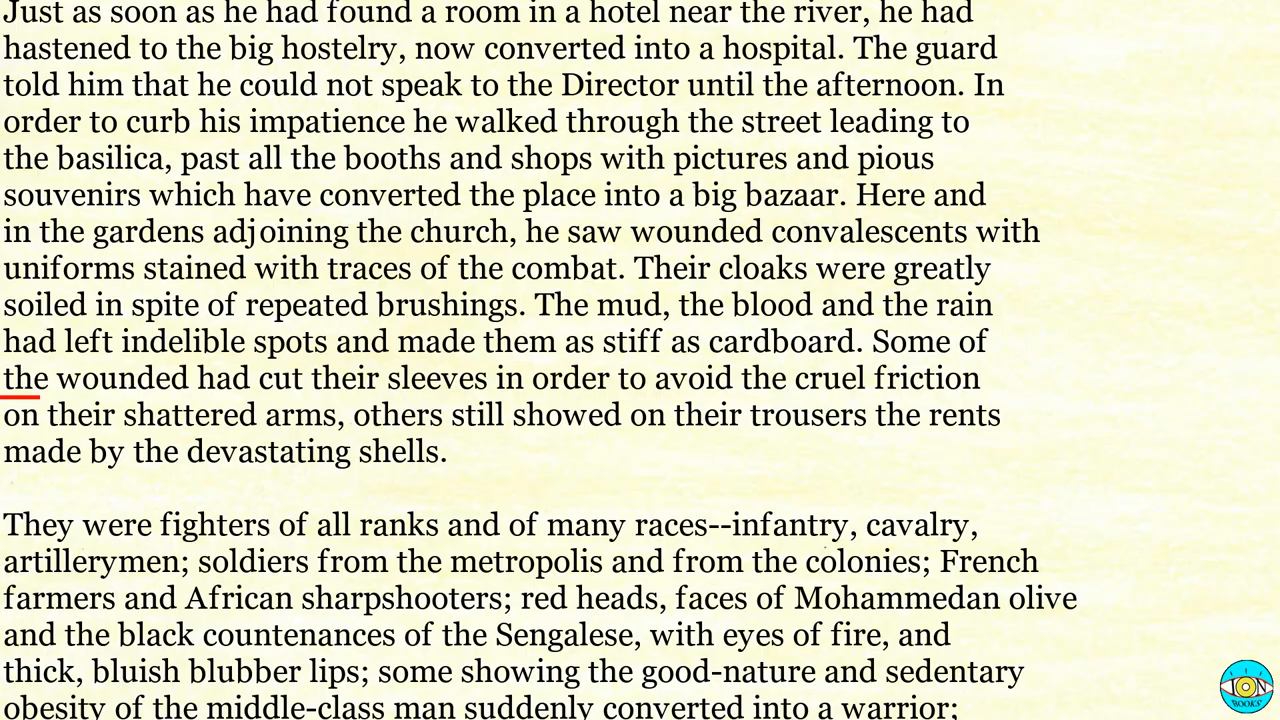 Just as soon as he had found a room in a hotel near the river, he had
hastened to the big hostelry, now converted into a hospital. The guard
told him that he could not speak to the Director until the afternoon. In
order to curb his impatience he walked through the street leading to
the basilica, past all the booths and shops with pictures and pious
souvenirs which have converted the place into a big bazaar. Here and
in the gardens adjoining the church, he saw wounded convalescents with
uniforms stained with traces of the combat. Their cloaks were greatly
soiled in spite of repeated brushings. The mud, the blood and the rain
had left indelible spots and made them as stiff as cardboard. Some of
the wounded had cut their sleeves in order to avoid the cruel friction
on their shattered arms, others still showed on their trousers the rents
made by the devastating shells.
They were fighters of all ranks and of many races--infantry, cavalry,
artillerymen; soldiers from the metropolis and from the colonies; French
farmers and African sharpshooters; red heads, faces of Mohammedan olive
and the black countenances of the Sengalese, with eyes of fire, and
thick, bluish blubber lips; some showing the good-nature and sedentary
obesity of the middle-class man suddenly converted into a warrior;
ION
BOOKS